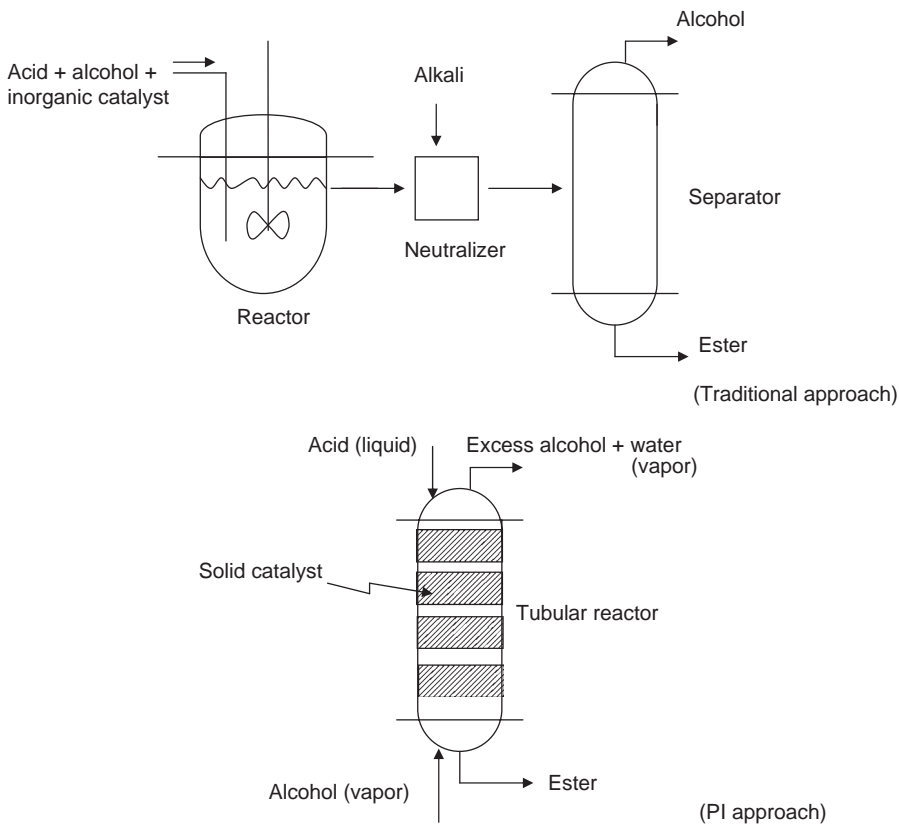 Alcohol
Acid + alcohol +
inorganic catalyst
Alkali
Separator
Neutralizer
Reactor
Ester
(Traditional approach)
Acid (liquid)
Excess alcohol + water
(vapor)
Solid catalyst
Tubular reactor
Ester
Alcohol (vapor)
(PI approach)